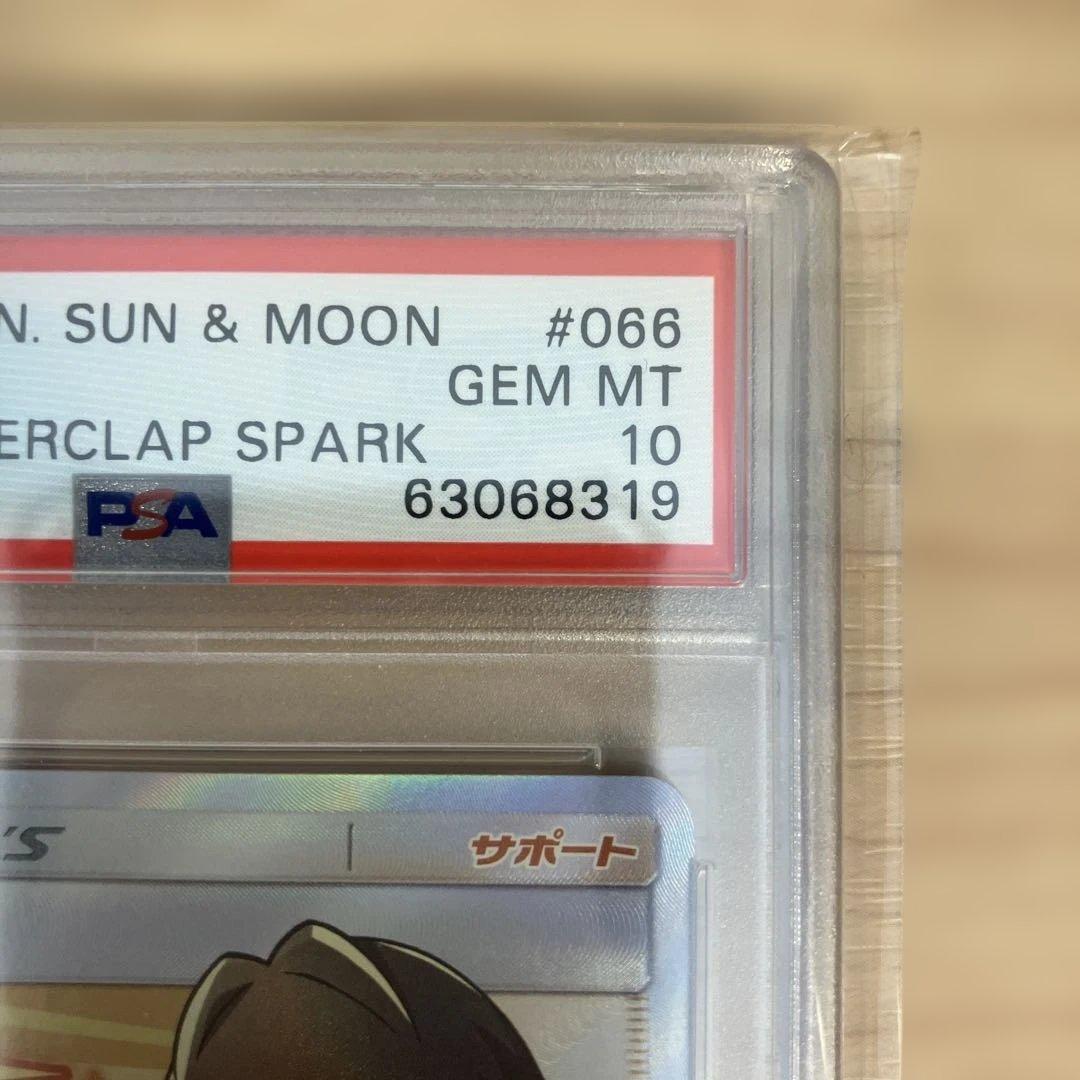 N. SUN & MOON #066
GEM MT
ERCLAP SPARK 10
PSA 63068319
'S サポート